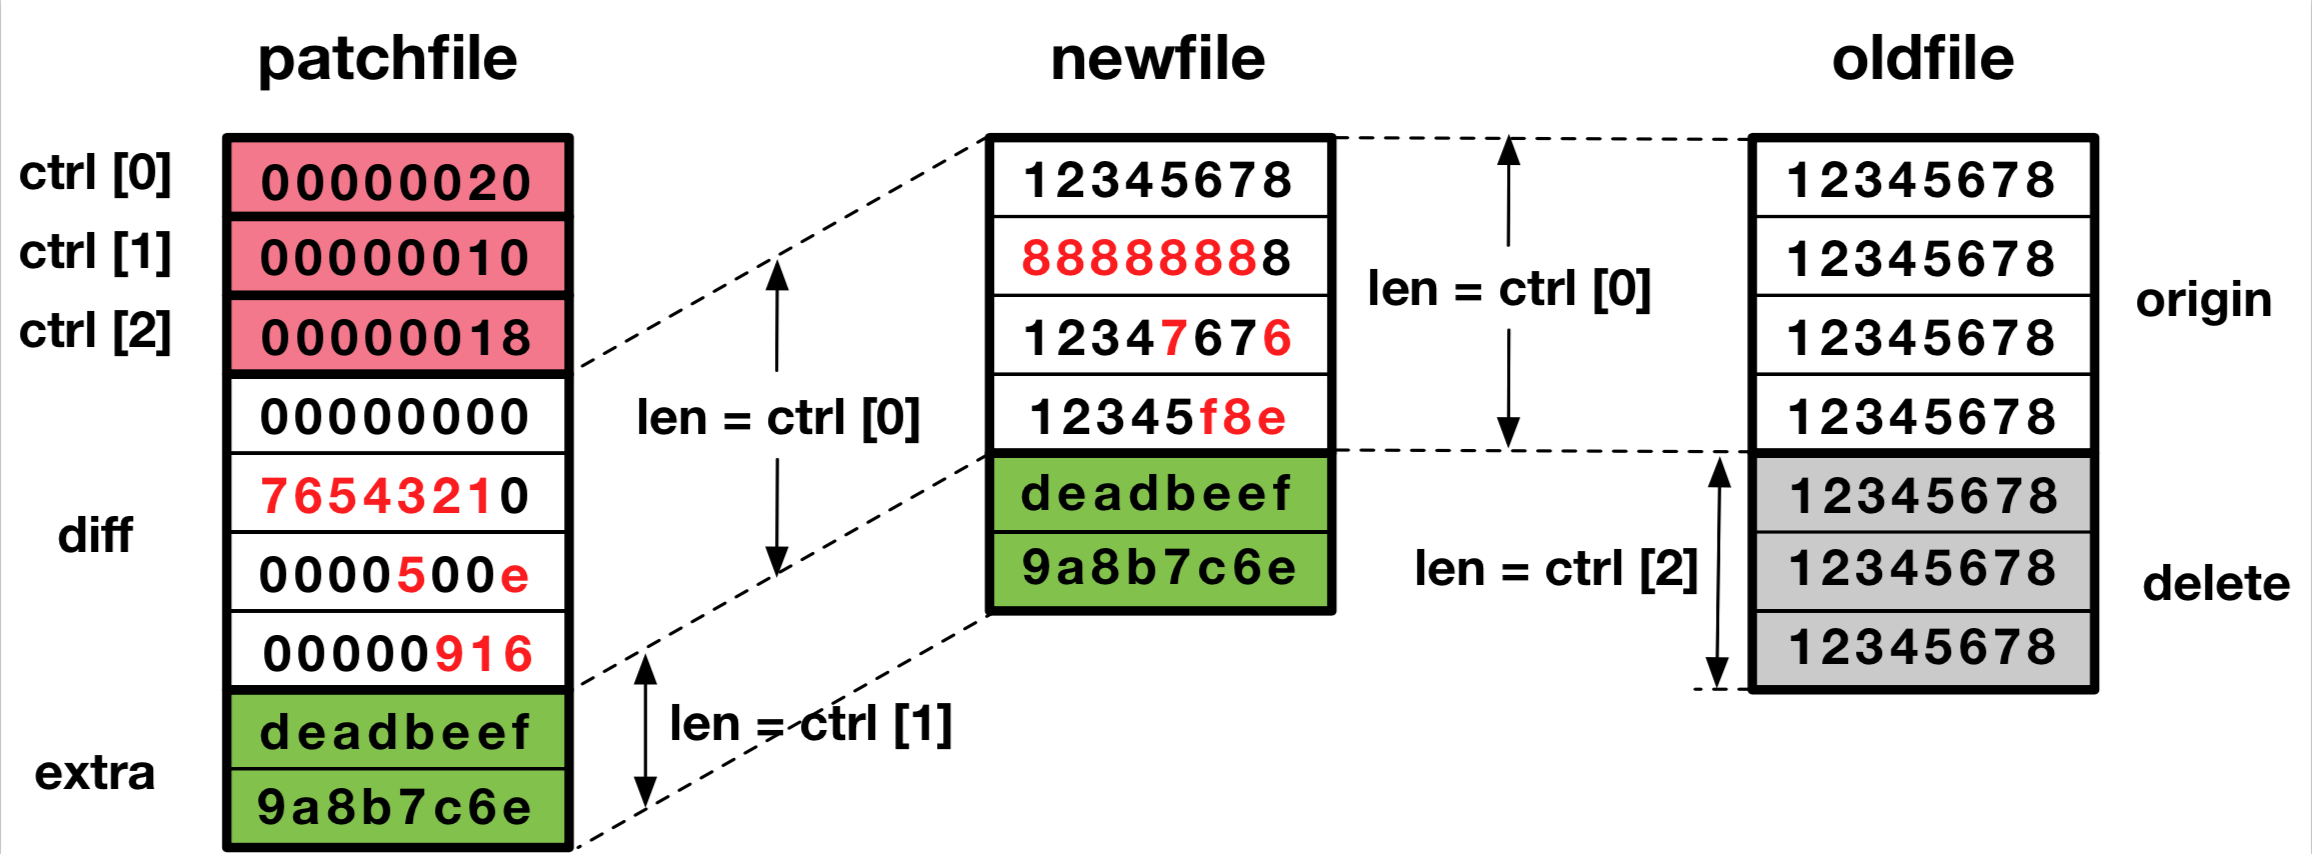 patchfile newfile oldfile
ctrl [0] 00000020
ctrl [1] 00000010
ctrl [2] 00000018
diff
00000000
76543210
0000500e
00000916
extra
deadbeef
9a8b7c6e
len = ctrl [0]
len = ctrl [1]
12345678
88888888
12347676
12345f8e
deadbeef
9a8b7c6e
len = ctrl [0]
len = ctrl [2]
12345678
12345678
12345678
12345678
12345678
12345678
12345678
origin
delete